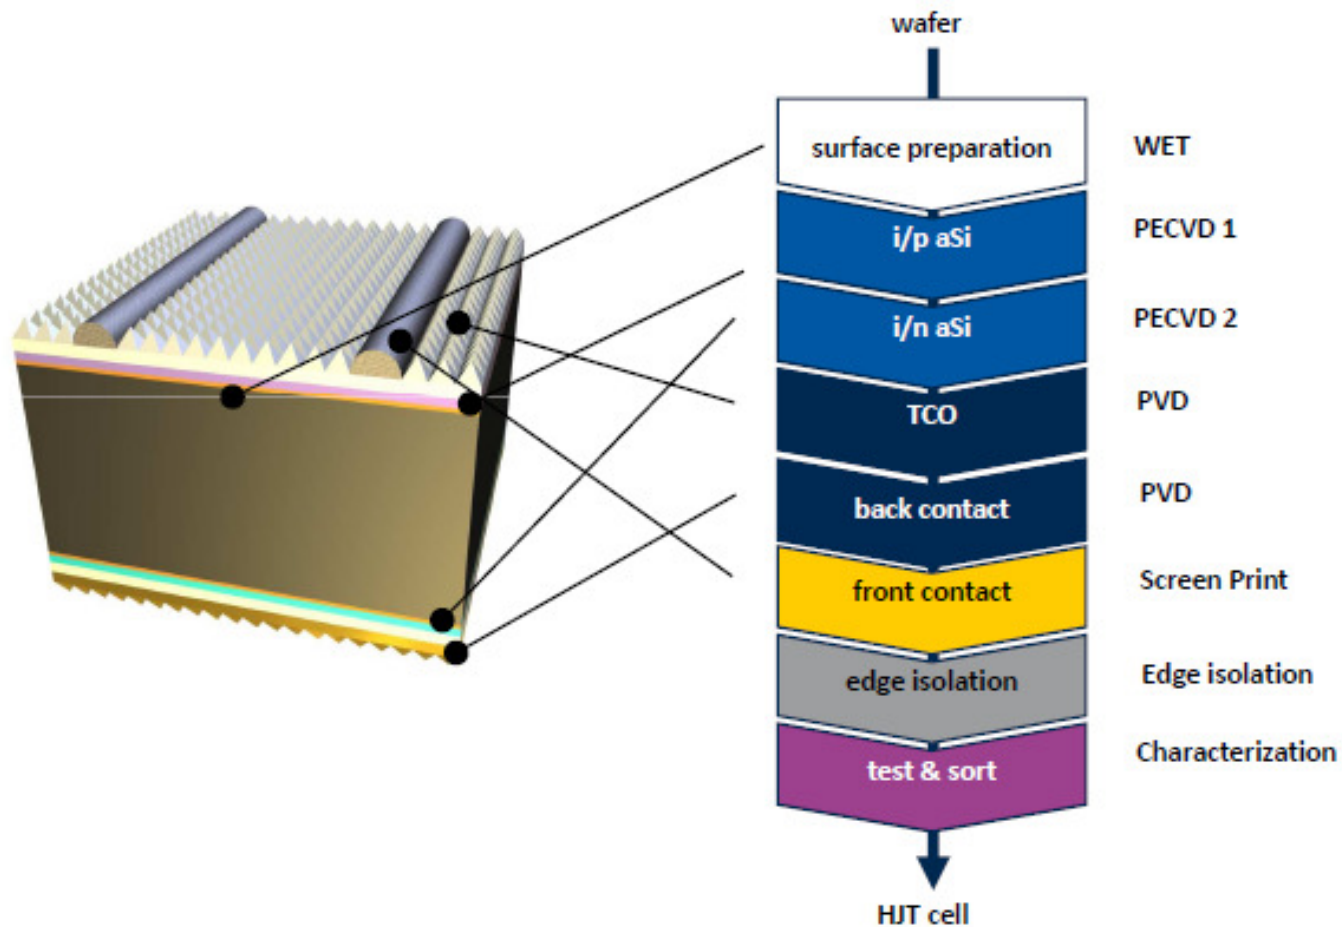 wafer
surface preparation WET
i/p aSi PECVD 1
i/n aSi PECVD 2
TCO PVD
back contact PVD
front contact Screen Print
edge isolation Edge isolation
test & sort Characterization
HJT cell